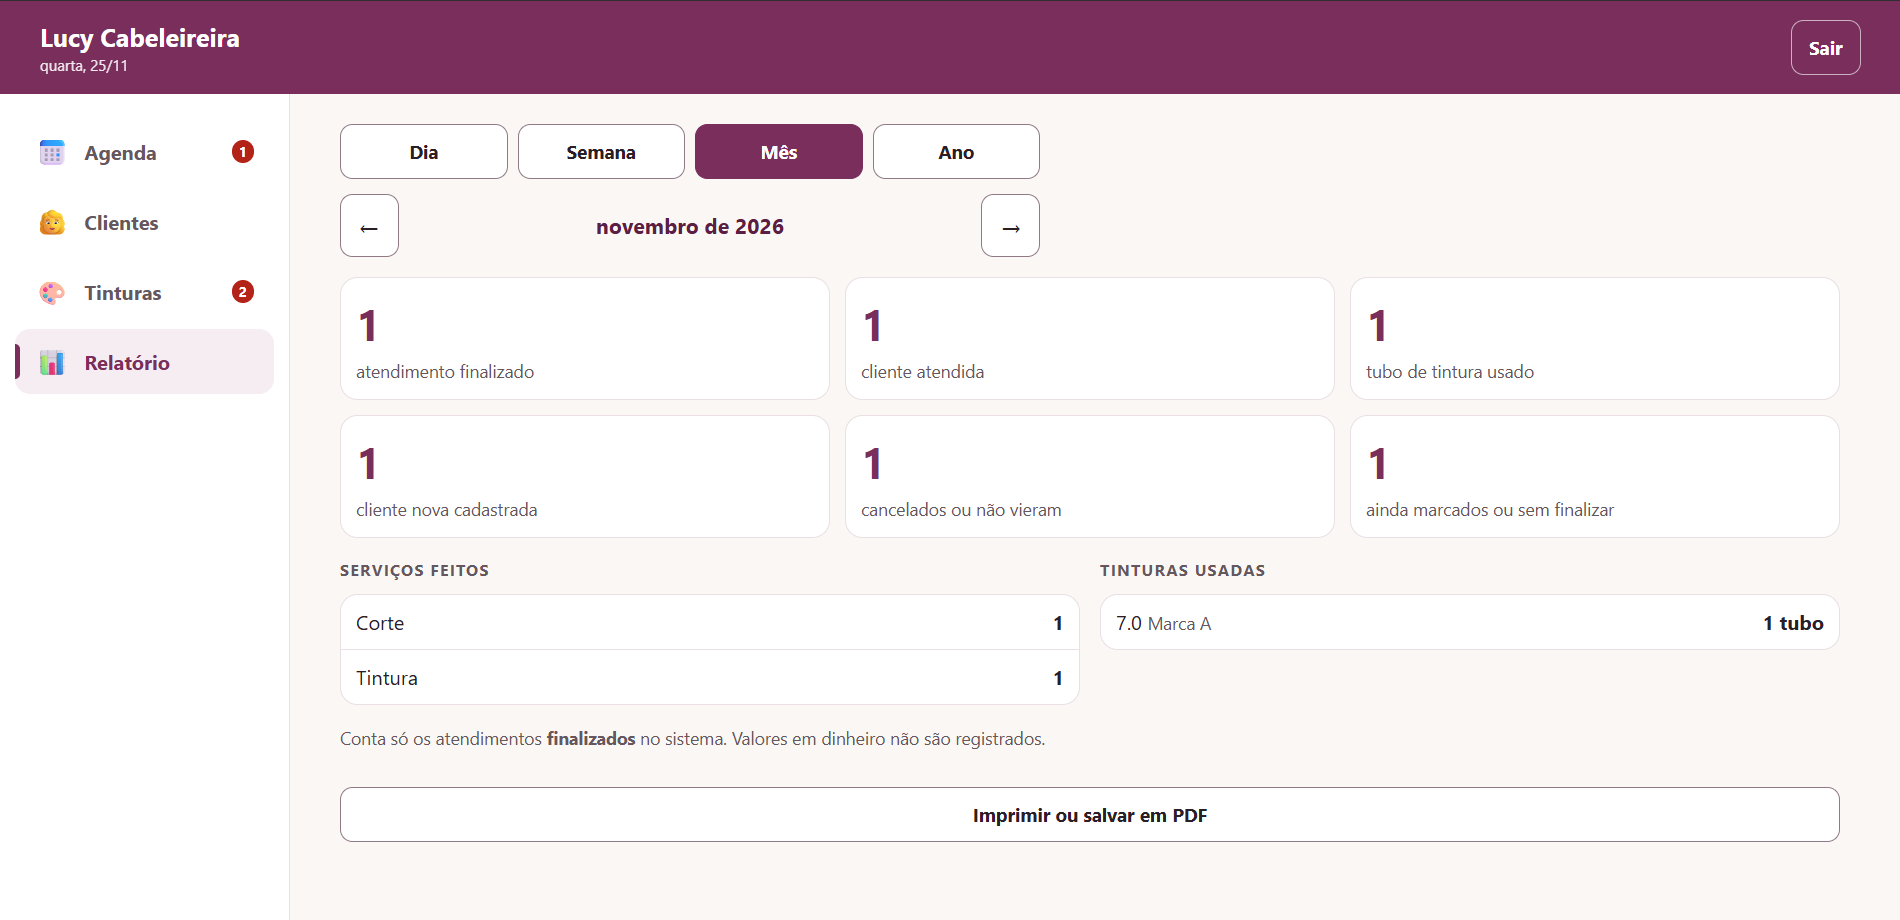 Lucy Cabeleireira
quarta, 25/11
Sair
Agenda 1
Clientes
Tinturas 2
Relatório
Dia Semana Mês Ano
← novembro de 2026 →
1
atendimento finalizado
1
cliente atendida
1
tubo de tintura usado
1
cliente nova cadastrada
1
cancelados ou não vieram
1
ainda marcados ou sem finalizar
SERVIÇOS FEITOS
Corte 1
Tintura 1
TINTURAS USADAS
7.0 Marca A 1 tubo
Conta só os atendimentos finalizados no sistema. Valores em dinheiro não são registrados.
Imprimir ou salvar em PDF